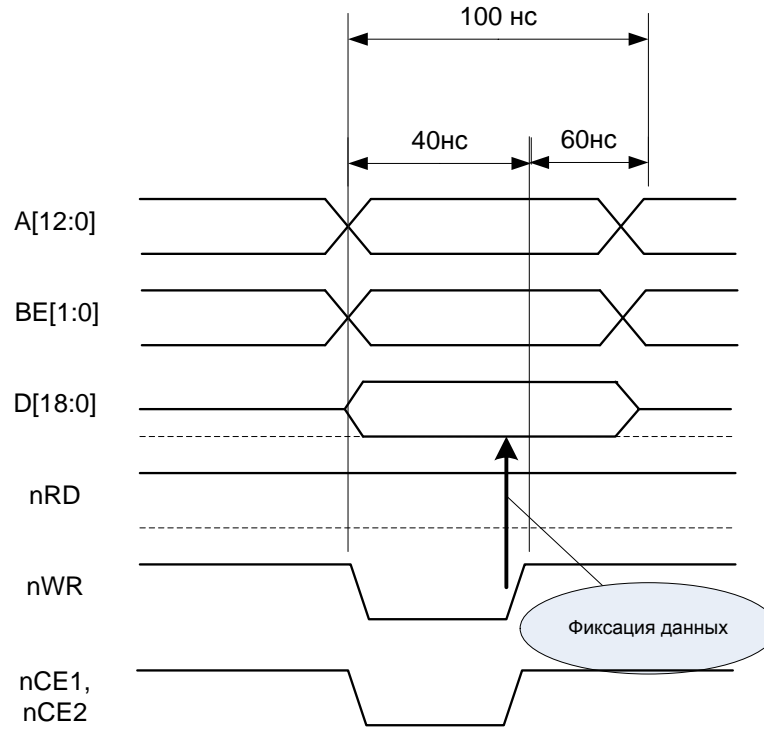 100 нс
40нс
60нс
A[12:0]
BE[1:0]
D[18:0]
nRD
nWR
Фиксация данных
nCE1,
nCE2